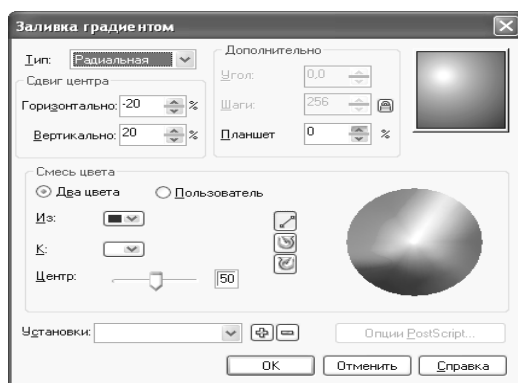 Заливка градиентом
Тип: Радиальная
Сдвиг центра
Горизонтально: -20 %
Вертикально: 20 %
Дополнительно
Угол: 0,0
Шаги: 256
Планшет 0 %
Смесь цвета
Два цвета Пользователь
Из:
К:
Центр: 50
Установки:
Опции PostScript...
OK Отменить Справка